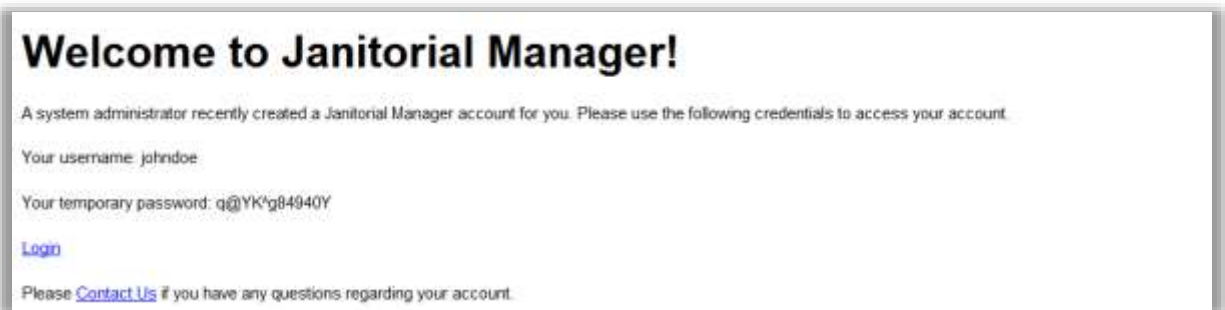 Welcome to Janitorial Manager!
A system administrator recently created a Janitorial Manager account for you. Please use the following credentials to access your account.
Your username: johndoe
Your temporary password: q@YK^g84940Y
Login
Please Contact Us if you have any questions regarding your account.